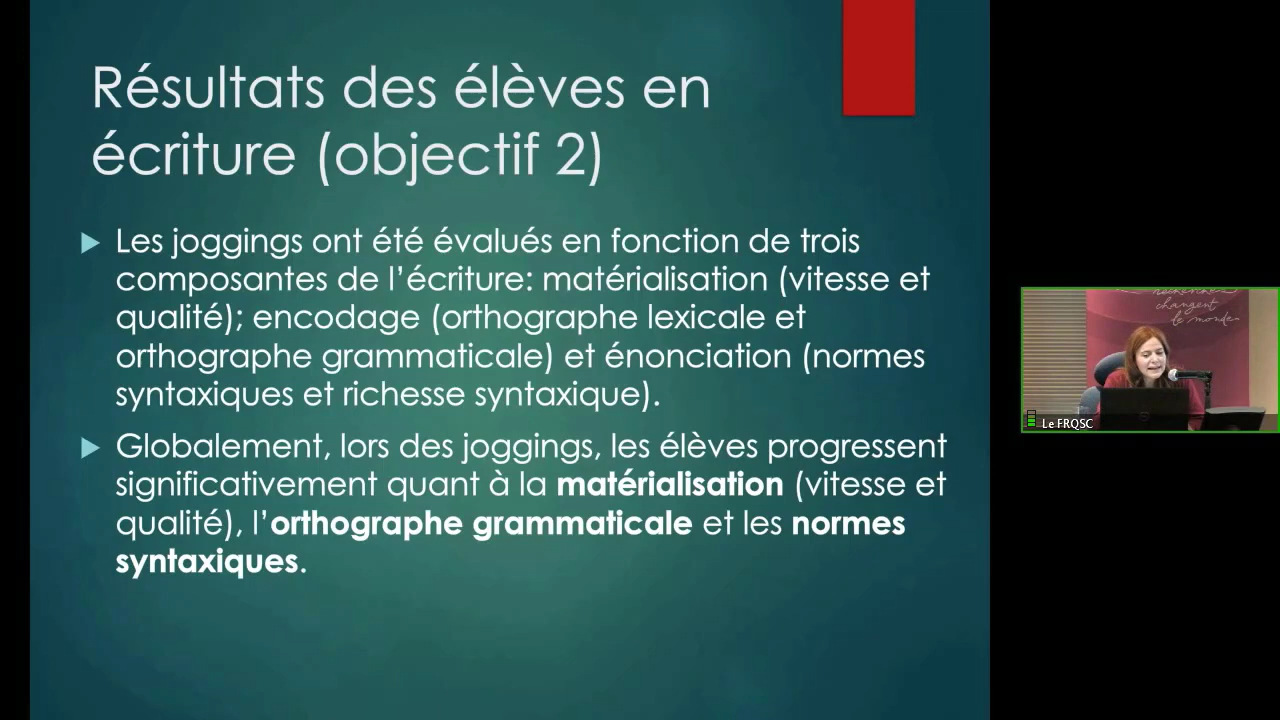 Résultats des élèves en
écriture (objectif 2)
Les joggings ont été évalués en fonction de trois
composantes de l'écriture: matérialisation (vitesse et
qualité); encodage (orthographe lexicale et
orthographe grammaticale) et énonciation (normes
syntaxiques et richesse syntaxique).
Globalement, lors des joggings, les élèves progressent
significativement quant à la matérialisation (vitesse et
qualité), l'orthographe grammaticale et les normes
syntaxiques.
changent
le monde
Le FRQSC